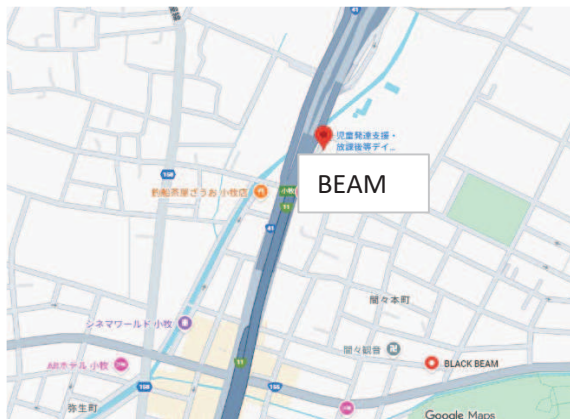 158
41
児童発達支援・
放課後等デイ...
BEAM
釣船茶屋ざうお 小牧店
小牧
11
41
間々本町
シネマワールド 小牧
間々観音
ABホテル 小牧
11
BLACK BEAM
158
155
弥生町
Google Maps